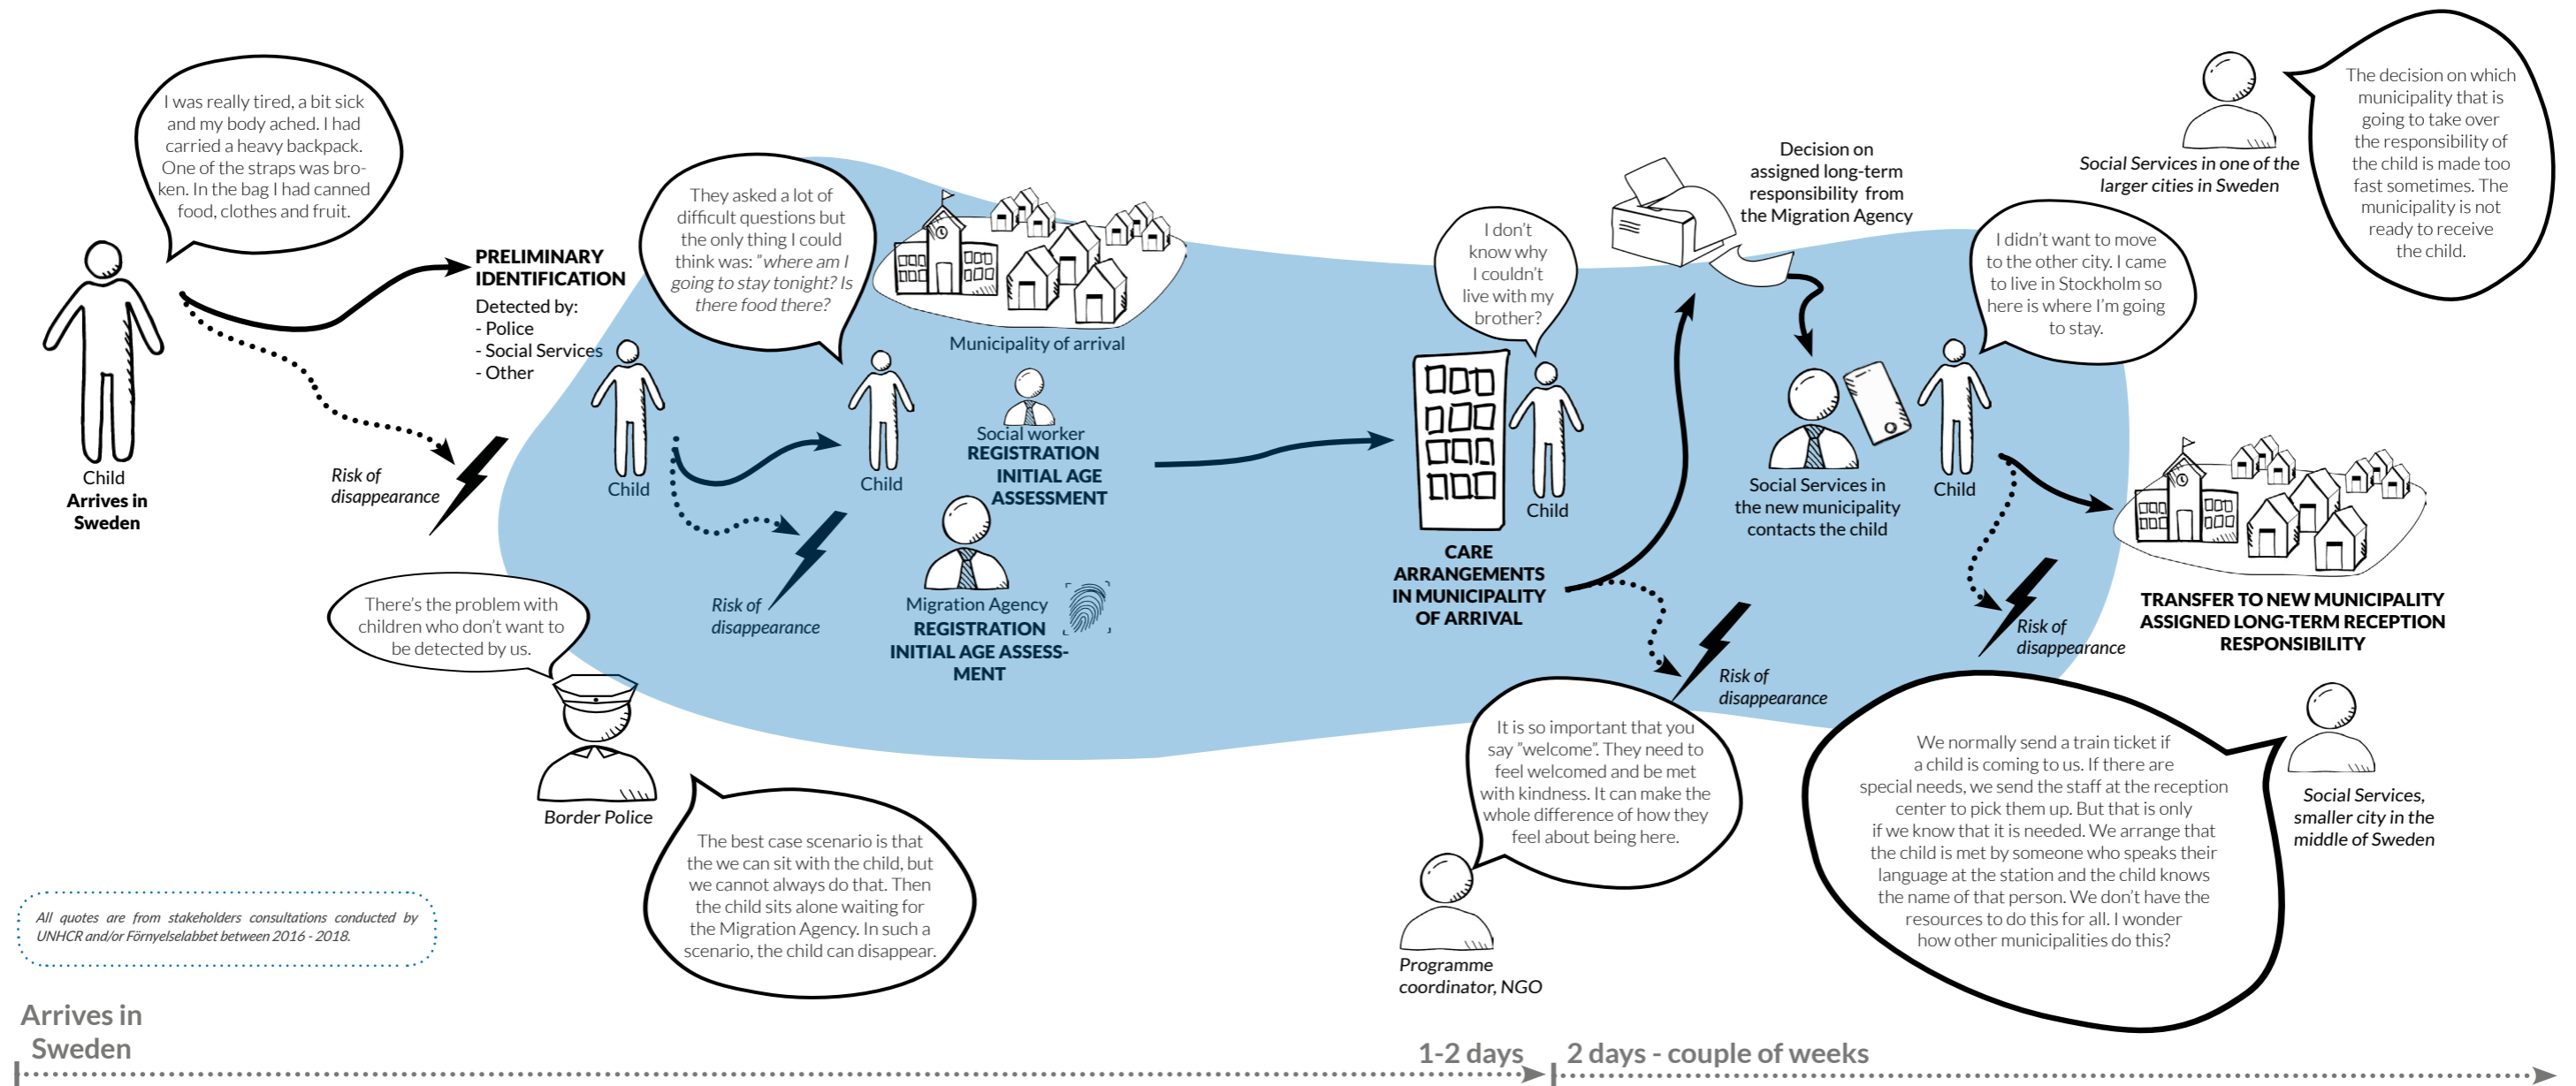 I was really tired, a bit sick
and my body ached. I had
carried a heavy backpack.
One of the straps was bro-
ken. In the bag I had canned
food, clothes and fruit.
Child
Arrives in
Sweden
PRELIMINARY
IDENTIFICATION
Detected by:
- Police
- Social Services
- Other
Risk of
disappearance
There's the problem with
children who don't want to
be detected by us.
Border Police
The best case scenario is that
the we can sit with the child, but
we cannot always do that. Then
the child sits alone waiting for
the Migration Agency. In such a
scenario, the child can disappear.
Child
They asked a lot of
difficult questions but
the only thing I could
think was: "where am I
going to stay tonight? Is
there food there?
Child
Risk of
disappearance
Municipality of arrival
Social worker
REGISTRATION
INITIAL AGE
ASSESSMENT
Migration Agency
REGISTRATION
INITIAL AGE ASSESS-
MENT
I don't
know why
I couldn't
live with my
brother?
Child
CARE
ARRANGEMENTS
IN MUNICIPALITY
OF ARRIVAL
Risk of
disappearance
It is so important that you
say "welcome". They need to
feel welcomed and be met
with kindness. It can make the
whole difference of how they
feel about being here.
Programme
coordinator, NGO
Decision on
assigned long-term
responsibility from
the Migration Agency
Social Services in
the new municipality
contacts the child
Child
I didn't want to move
to the other city. I came
to live in Stockholm so
here is where I'm going
to stay.
Social Services in one of the
larger cities in Sweden
The decision on which
municipality that is
going to take over
the responsibility of
the child is made too
fast sometimes. The
municipality is not
ready to receive
the child.
Risk of
disappearance
TRANSFER TO NEW MUNICIPALITY
ASSIGNED LONG-TERM RECEPTION
RESPONSIBILITY
We normally send a train ticket if
a child is coming to us. If there are
special needs, we send the staff at the reception
center to pick them up. But that is only
if we know that it is needed. We arrange that
the child is met by someone who speaks their
language at the station and the child knows
the name of that person. We don't have the
resources to do this for all. I wonder
how other municipalities do this?
Social Services,
smaller city in the
middle of Sweden
All quotes are from stakeholders consultations conducted by
UNHCR and/or Förnyelselabbet between 2016 - 2018.
Arrives in
Sweden
1-2 days
2 days - couple of weeks